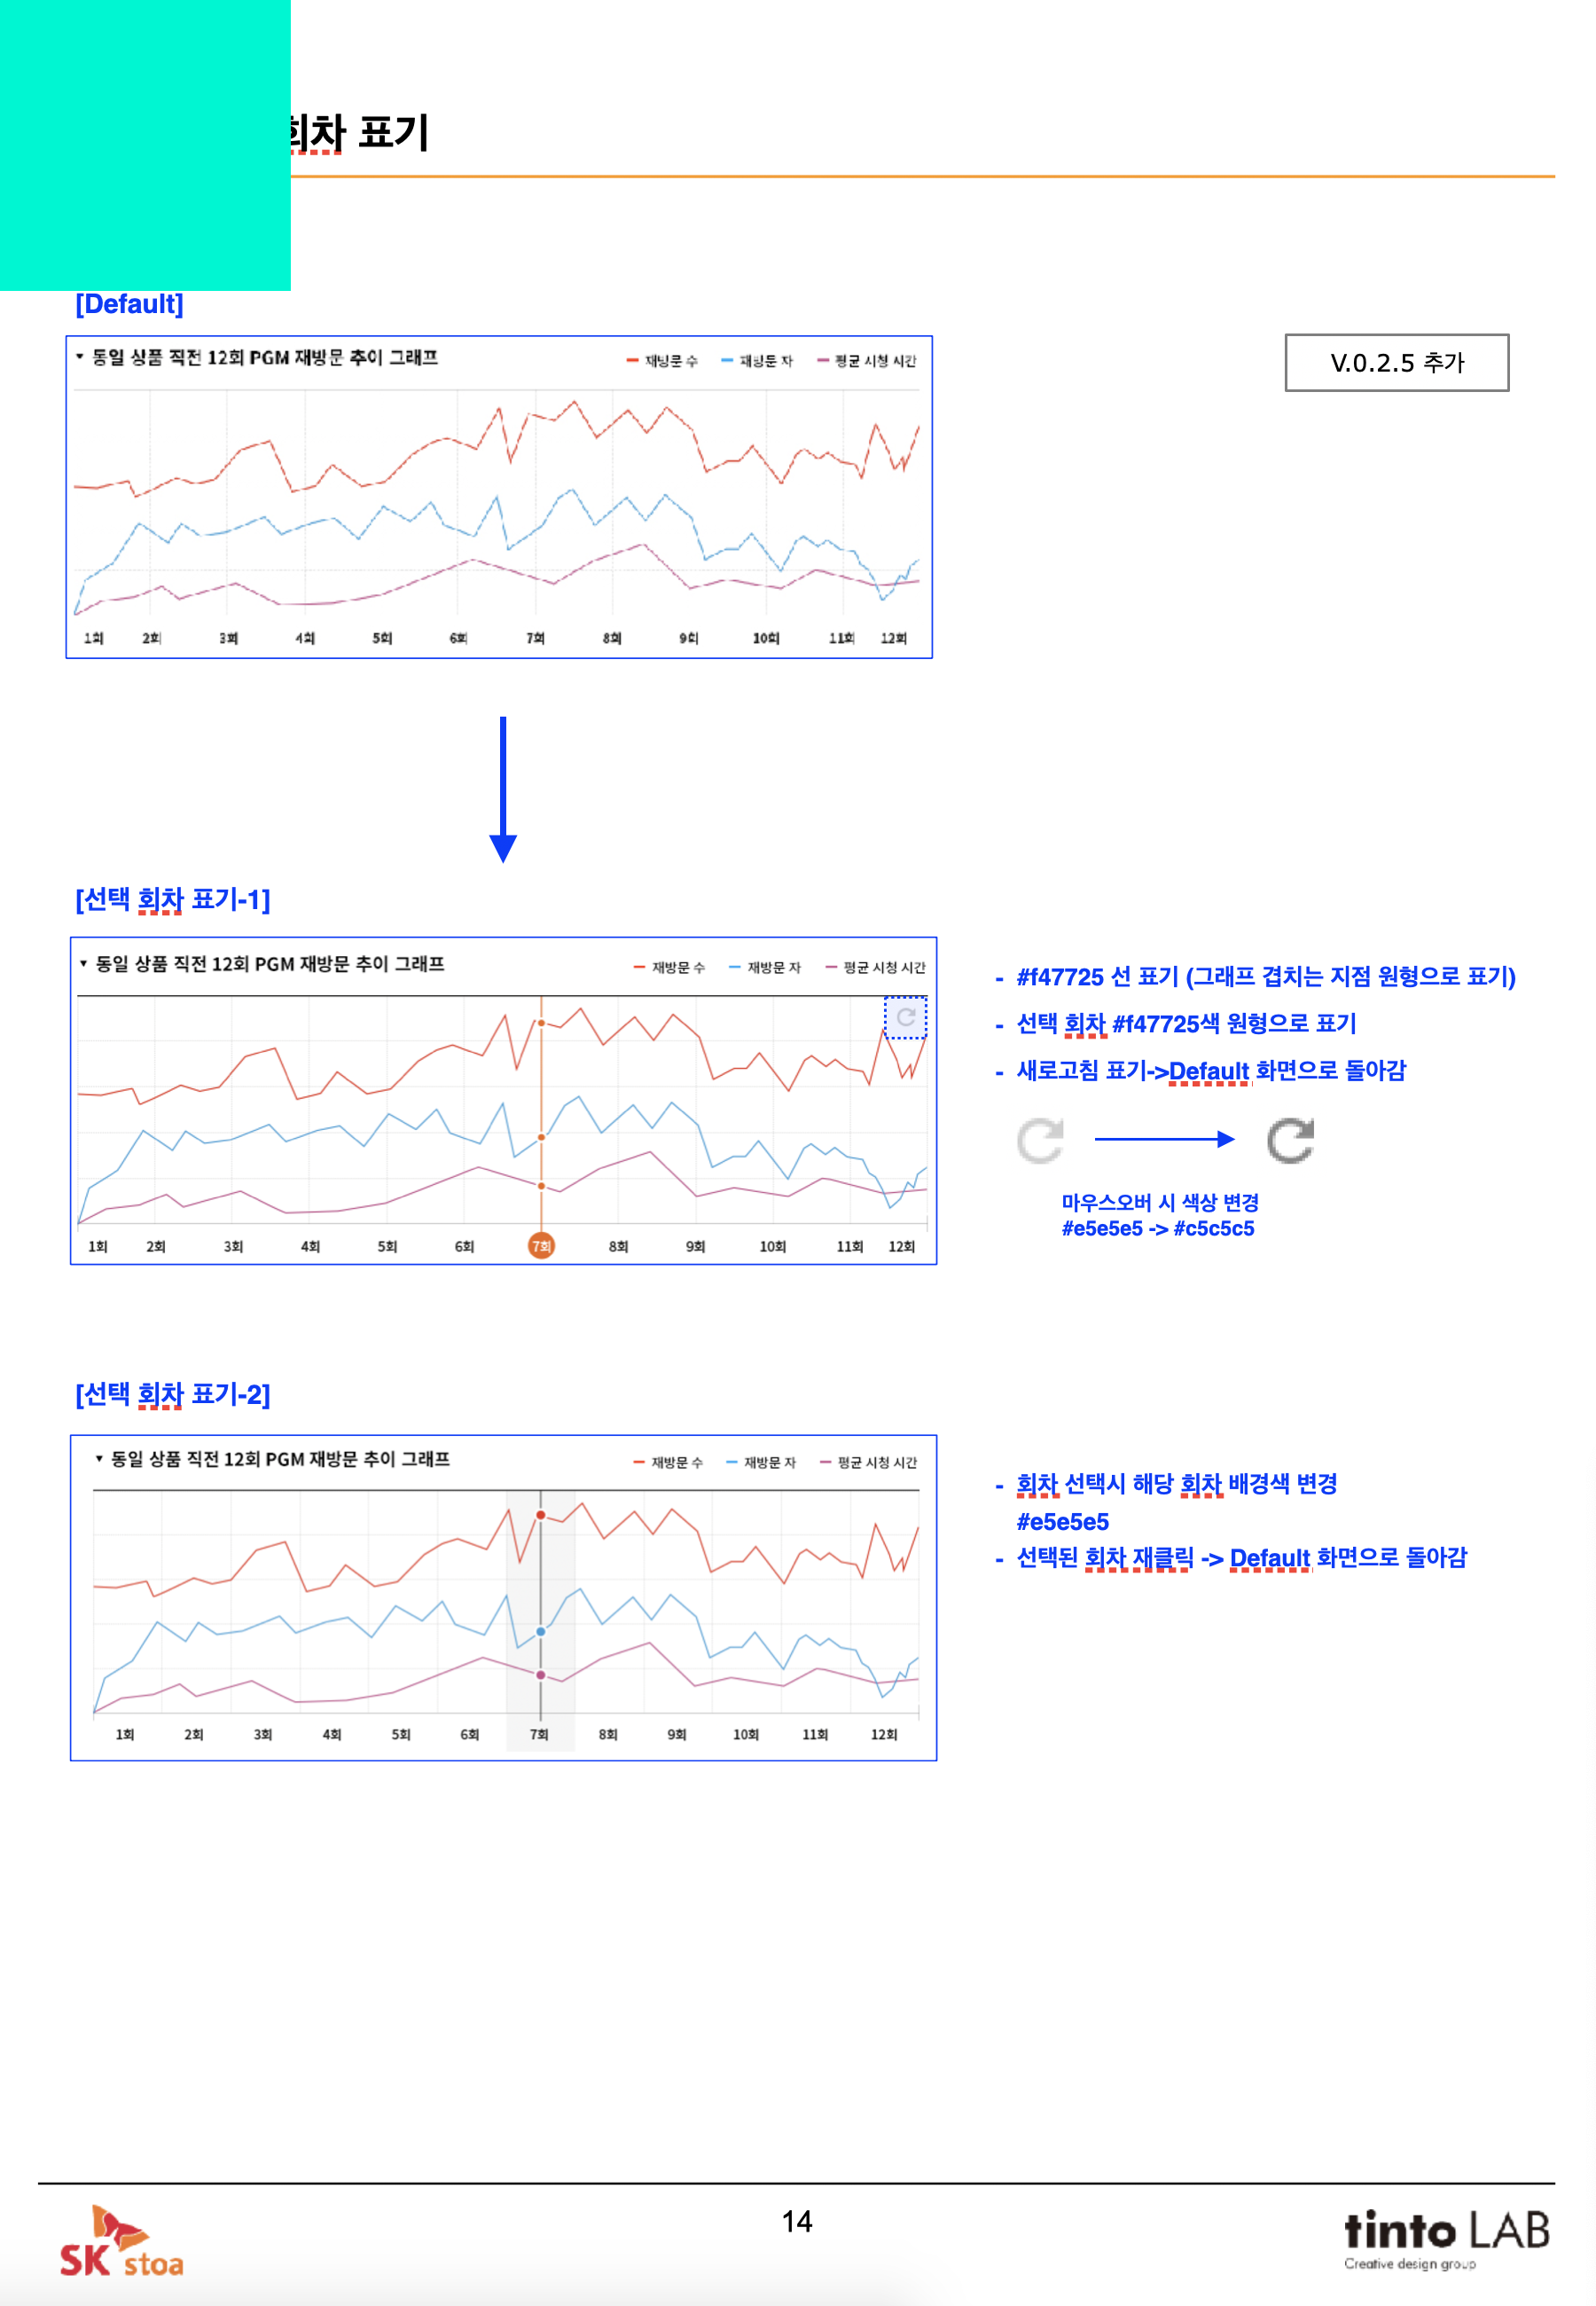 회차 표기
[Default]
▼ 동일 상품 직전 12회 PGM 재방문 추이 그래프
재방문 수 재방문 자 평균 시청 시간
V.0.2.5 추가
1회 2회 3회 4회 5회 6회 7회 8회 9회 10회 11회 12회
[선택 회차 표기-1]
▼ 동일 상품 직전 12회 PGM 재방문 추이 그래프
재방문 수 재방문 자 평균 시청 시간
1회 2회 3회 4회 5회 6회 7회 8회 9회 10회 11회 12회
- #f47725 선 표기 (그래프 겹치는 지점 원형으로 표기)
- 선택 회차 #f47725색 원형으로 표기
- 새로고침 표기->Default 화면으로 돌아감
마우스오버 시 색상 변경
#e5e5e5 -> #c5c5c5
[선택 회차 표기-2]
▼ 동일 상품 직전 12회 PGM 재방문 추이 그래프
재방문 수 재방문 자 평균 시청 시간
1회 2회 3회 4회 5회 6회 7회 8회 9회 10회 11회 12회
- 회차 선택시 해당 회차 배경색 변경
#e5e5e5
- 선택된 회차 재클릭 -> Default 화면으로 돌아감
SK stoa
14
tinto LAB
Creative design group